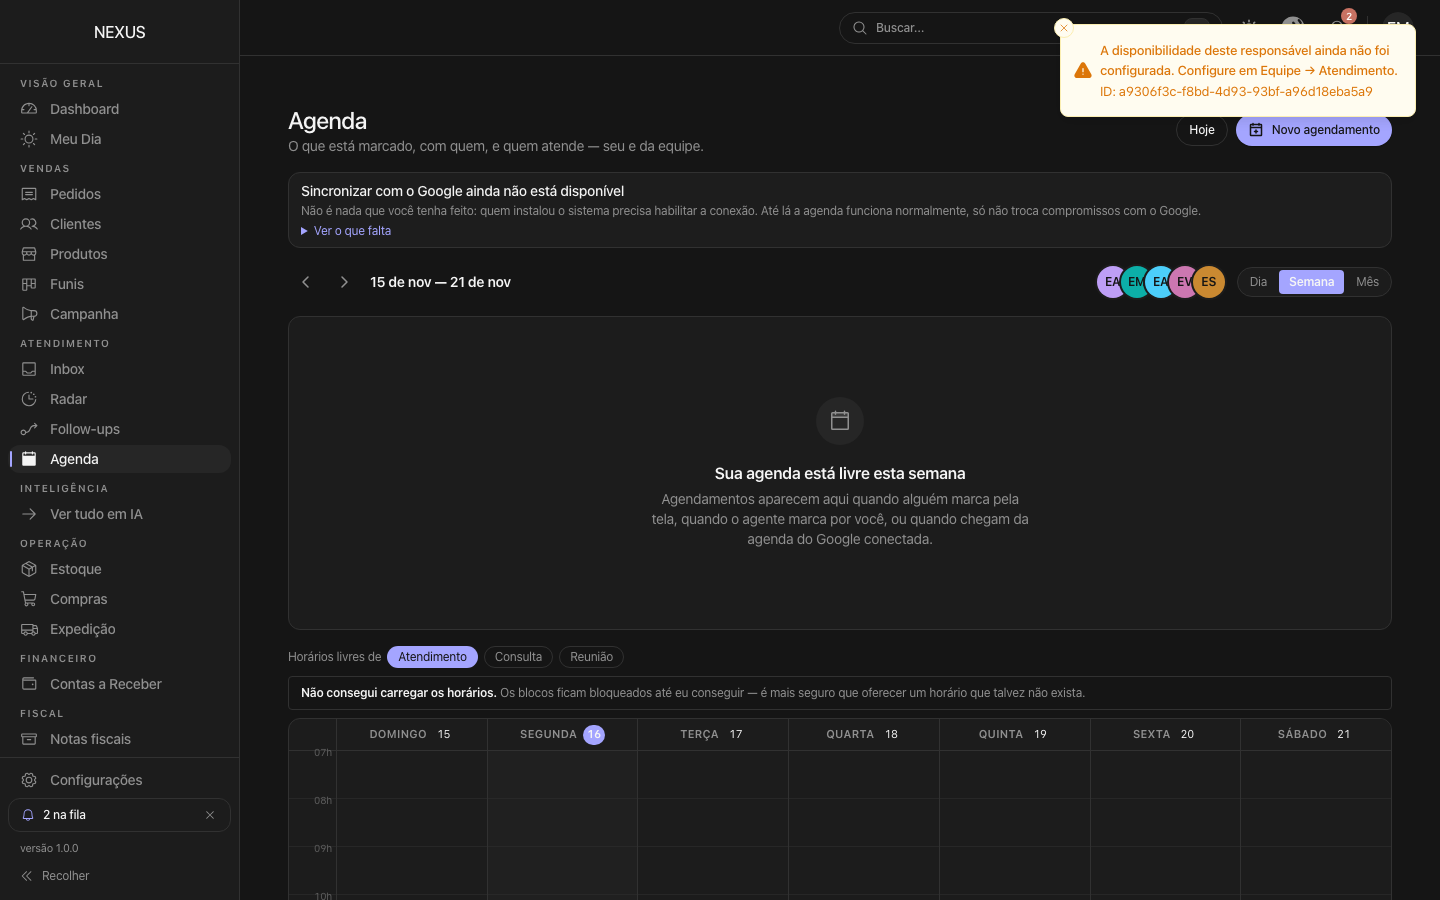 NEXUS
VISÃO GERAL
Dashboard
Meu Dia
VENDAS
Pedidos
Clientes
Produtos
Funis
Campanha
ATENDIMENTO
Inbox
Radar
Follow-ups
Agenda
INTELIGÊNCIA
Ver tudo em IA
OPERAÇÃO
Estoque
Compras
Expedição
FINANCEIRO
Contas a Receber
FISCAL
Notas fiscais
Configurações
2 na fila
versão 1.0.0
Recolher
Buscar...
2
A disponibilidade deste responsável ainda não foi
configurada. Configure em Equipe → Atendimento.
ID: a9306f3c-f8bd-4d93-93bf-a96d18eba5a9
Agenda
O que está marcado, com quem, e quem atende — seu e da equipe.
Hoje
Novo agendamento
Sincronizar com o Google ainda não está disponível
Não é nada que você tenha feito: quem instalou o sistema precisa habilitar a conexão. Até lá a agenda funciona normalmente, só não troca compromissos com o Google.
Ver o que falta
15 de nov — 21 de nov
EA EM EA EV ES
Dia Semana Mês
Sua agenda está livre esta semana
Agendamentos aparecem aqui quando alguém marca pela
tela, quando o agente marca por você, ou quando chegam da
agenda do Google conectada.
Horários livres de Atendimento Consulta Reunião
Não consegui carregar os horários. Os blocos ficam bloqueados até eu conseguir — é mais seguro que oferecer um horário que talvez não exista.
DOMINGO 15 SEGUNDA 16 TERÇA 17 QUARTA 18 QUINTA 19 SEXTA 20 SÁBADO 21
07h
08h
09h
10h